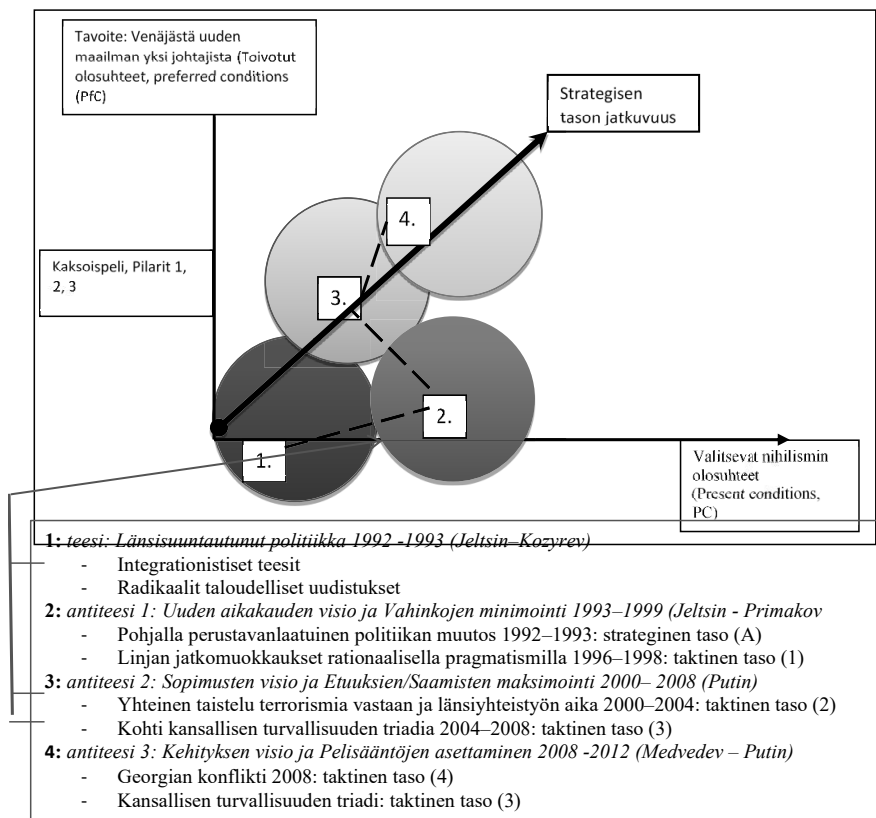 Tavoite: Venäjästä uuden
maailman yksi johtajista (Toivotut
olosuhteet, preferred conditions
(PfC)
Strategisen
tason jatkuvuus
4.
Kaksoispeli, Pilarit 1,
2, 3
3.
2.
1.
Valitsevat nihilismin
olosuhteet
(Present conditions,
PC)
1: teesi: Länsisuuntautunut politiikka 1992 -1993 (Jeltsin–Kozyrev)
- Integrationistiset teesit
- Radikaalit taloudelliset uudistukset
2: antiteesi 1: Uuden aikakauden visio ja Vahinkojen minimointi 1993–1999 (Jeltsin - Primakov
- Pohjalla perustavanlaatuinen politiikan muutos 1992–1993: strateginen taso (A)
- Linjan jatkomuokkaukset rationaalisella pragmatismilla 1996–1998: taktinen taso (1)
3: antiteesi 2: Sopimusten visio ja Etuuksien/Saamisten maksimointi 2000– 2008 (Putin)
- Yhteinen taistelu terrorismia vastaan ja länsiyhteistyön aika 2000–2004: taktinen taso (2)
- Kohti kansallisen turvallisuuden triadia 2004–2008: taktinen taso (3)
4: antiteesi 3: Kehityksen visio ja Pelisääntöjen asettaminen 2008 -2012 (Medvedev – Putin)
- Georgian konflikti 2008: taktinen taso (4)
- Kansallisen turvallisuuden triadi: taktinen taso (3)